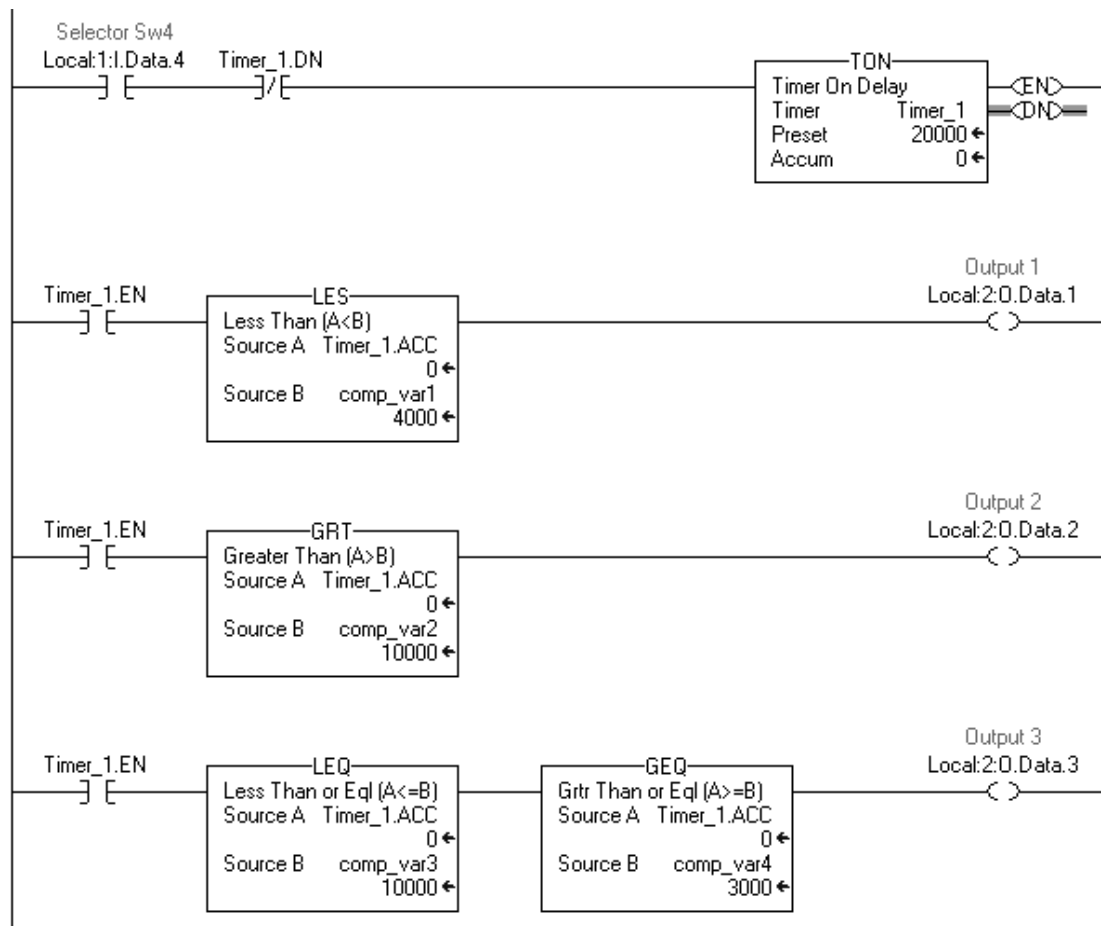 Selector Sw4
Local:1:I.Data.4 Timer_1.DN
TON
Timer On Delay
Timer Timer_1
Preset 20000
Accum 0
EN
DN
Output 1
Timer_1.EN Local:2:O.Data.1
LES
Less Than (A<B)
Source A Timer_1.ACC
0
Source B comp_var1
4000
Output 2
Timer_1.EN Local:2:O.Data.2
GRT
Greater Than (A>B)
Source A Timer_1.ACC
0
Source B comp_var2
10000
Output 3
Timer_1.EN Local:2:O.Data.3
LEQ
Less Than or Eql (A<=B)
Source A Timer_1.ACC
0
Source B comp_var3
10000
GEQ
Grtr Than or Eql (A>=B)
Source A Timer_1.ACC
0
Source B comp_var4
3000